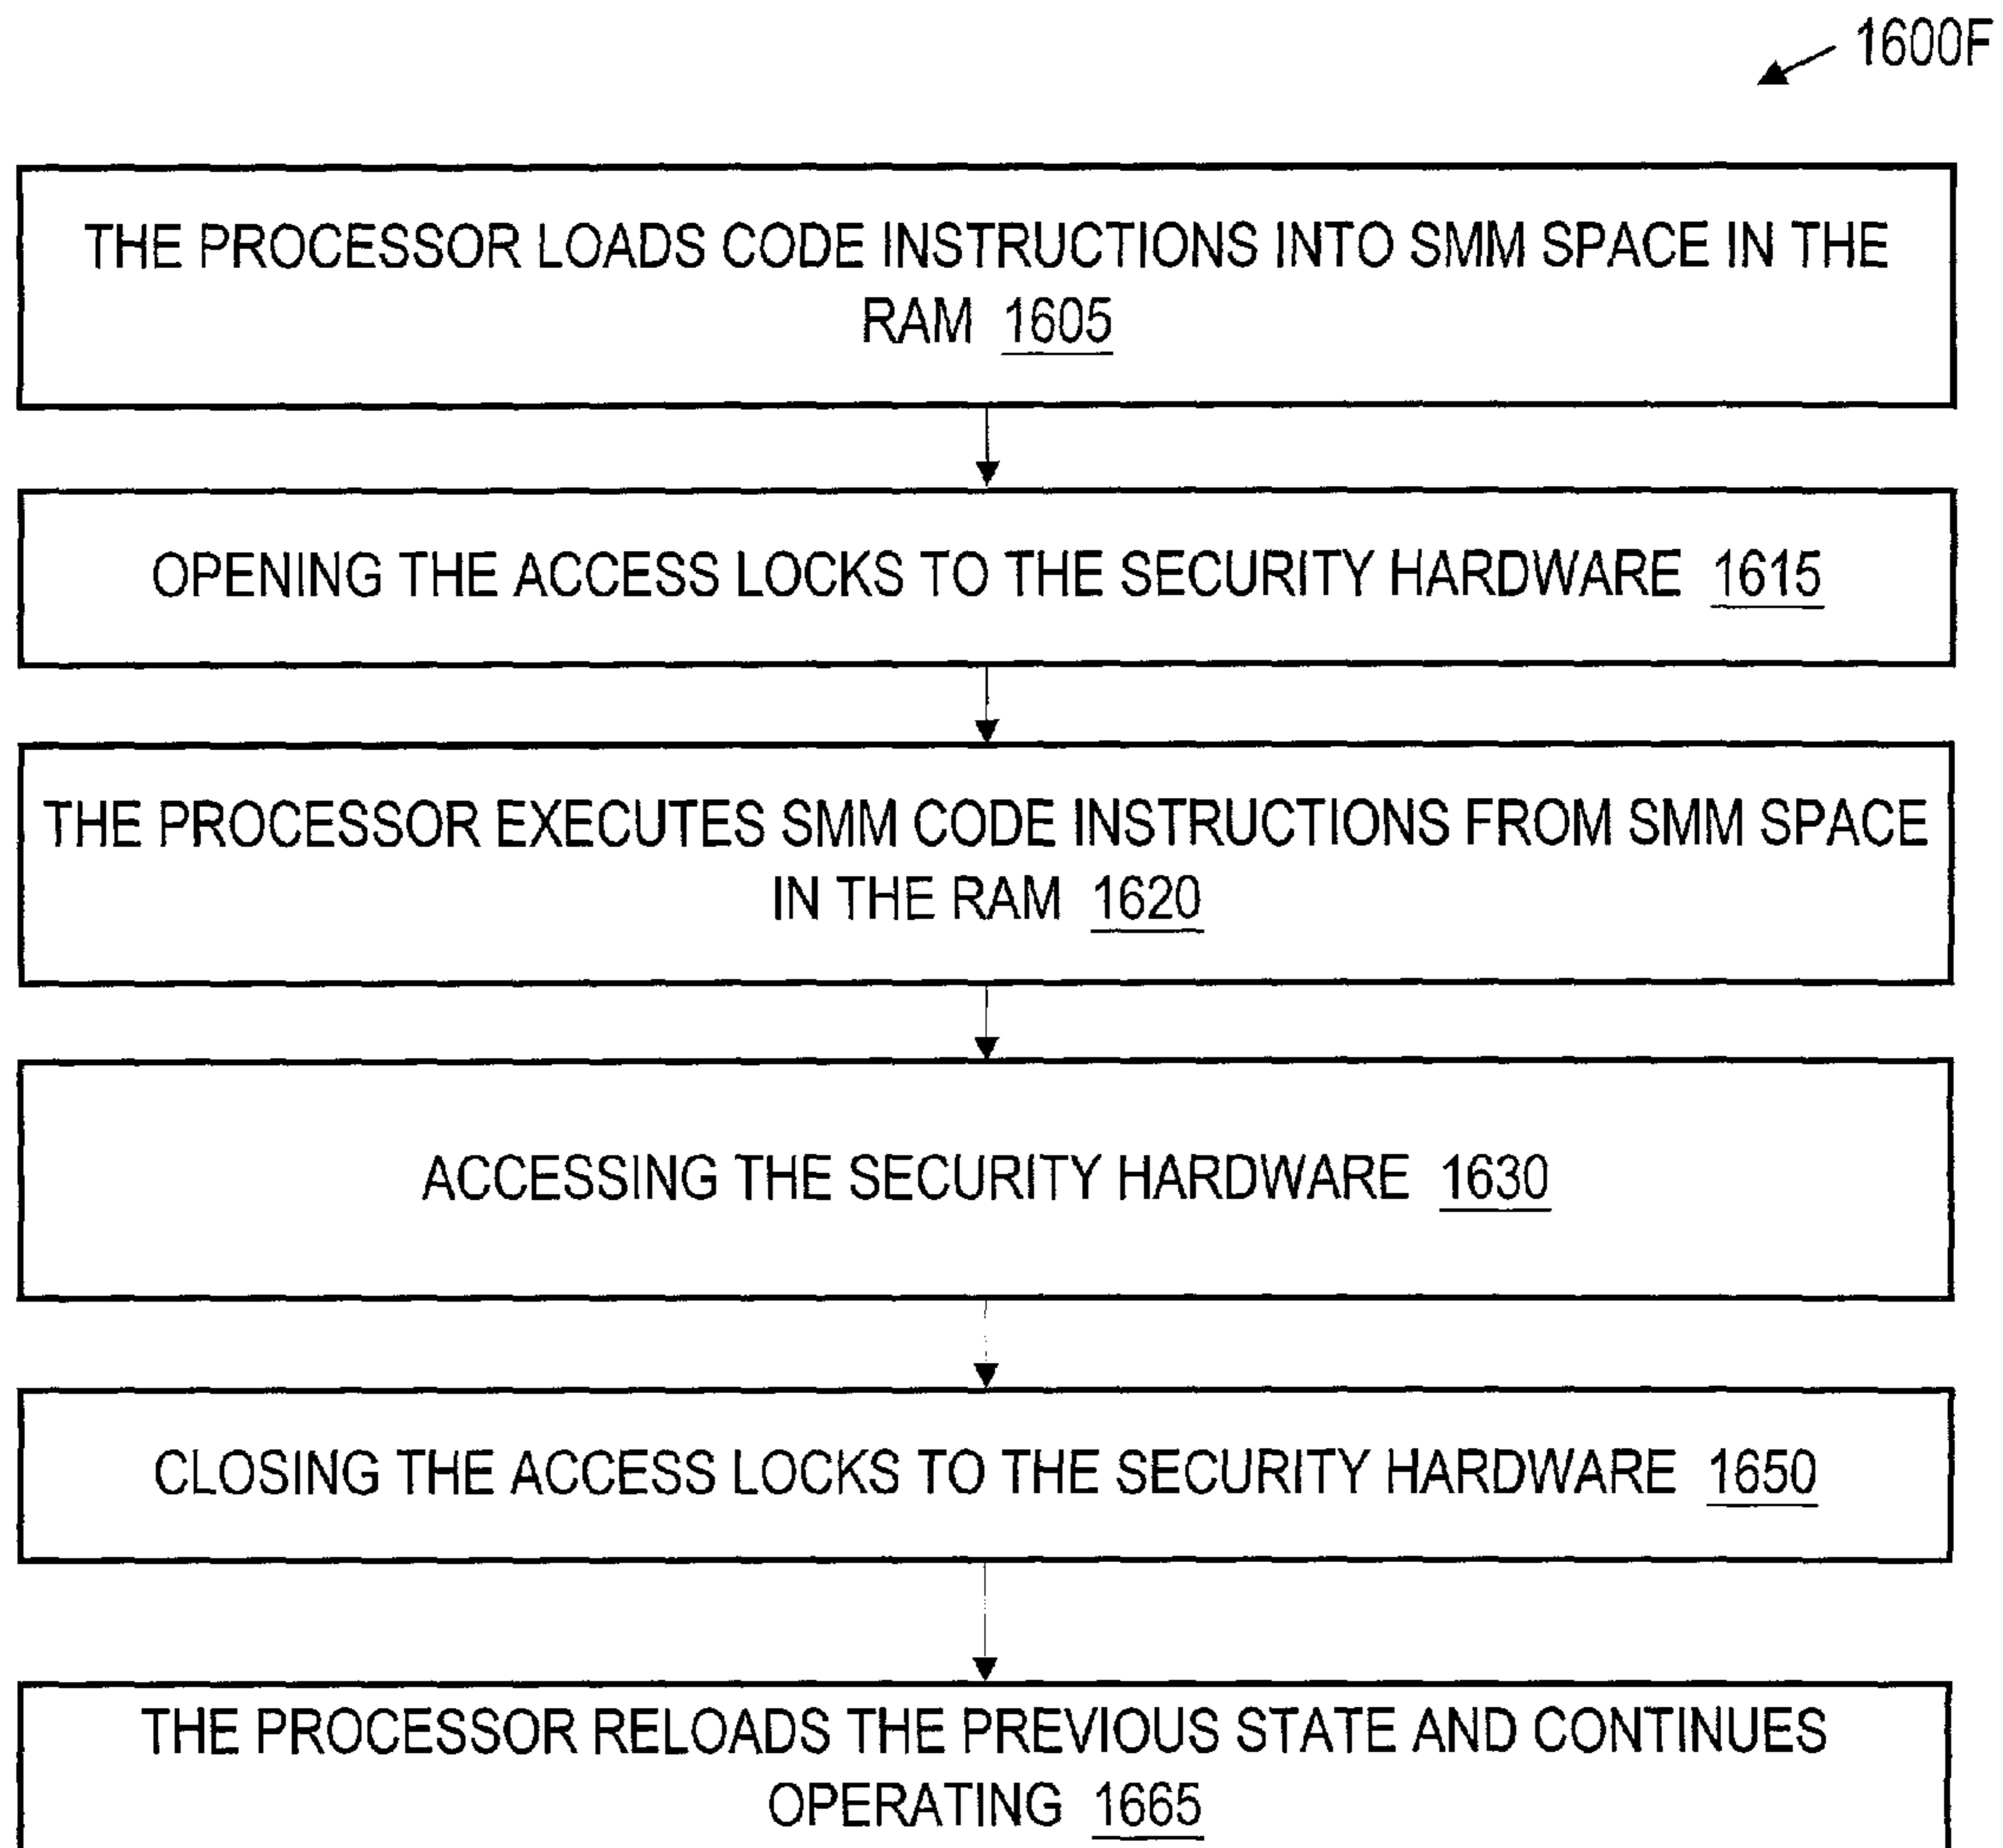 1600F
THE PROCESSOR LOADS CODE INSTRUCTIONS INTO SMM SPACE IN THE
RAM 1605
OPENING THE ACCESS LOCKS TO THE SECURITY HARDWARE 1615
THE PROCESSOR EXECUTES SMM CODE INSTRUCTIONS FROM SMM SPACE
IN THE RAM 1620
ACCESSING THE SECURITY HARDWARE 1630
CLOSING THE ACCESS LOCKS TO THE SECURITY HARDWARE 1650
THE PROCESSOR RELOADS THE PREVIOUS STATE AND CONTINUES
OPERATING 1665